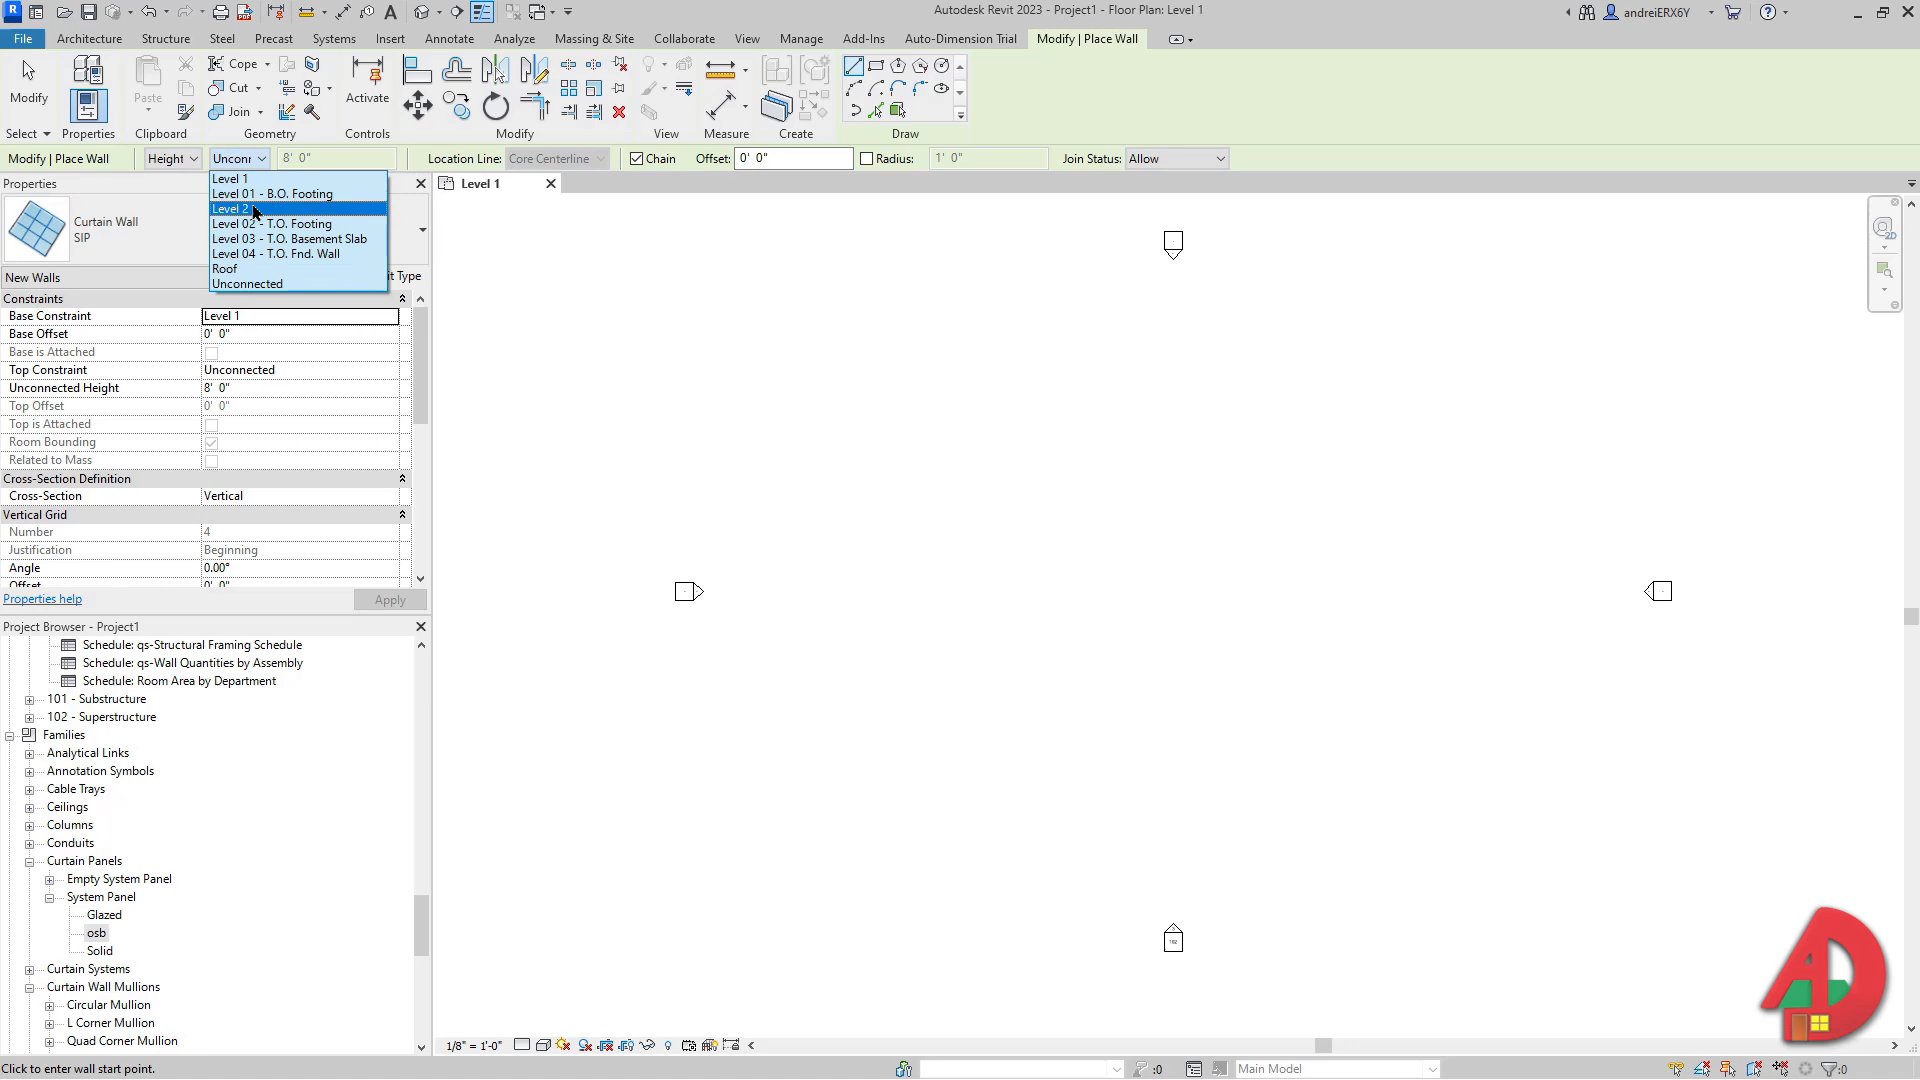 Autodesk Revit 2023 - Project1 - Floor Plan: Level 1
andreiERX6Y
File Architecture Structure Steel Precast Systems Insert Annotate Analyze Massing & Site Collaborate View Manage Add-Ins Auto-Dimension Trial Modify | Place Wall
Modify
Paste
Cope
Cut
Join
Activate
Select Properties Clipboard Geometry Controls Modify View Measure Create Draw
Modify | Place Wall Height Unconr 8' 0" Location Line: Core Centerline Chain Offset: 0' 0" Radius: 1' 0" Join Status: Allow
Properties
Level 1
Level 01 - B.O. Footing
Level 2
Level 02 - T.O. Footing
Level 03 - T.O. Basement Slab
Level 04 - T.O. Fnd. Wall
Roof
Unconnected
Level 1
Curtain Wall
SIP
New Walls
it Type
Constraints
Base Constraint Level 1
Base Offset 0' 0"
Base is Attached
Top Constraint Unconnected
Unconnected Height 8' 0"
Top Offset 0' 0"
Top is Attached
Room Bounding
Related to Mass
Cross-Section Definition
Cross-Section Vertical
Vertical Grid
Number 4
Justification Beginning
Angle 0.00°
Offset 0' 0"
Properties help Apply
Project Browser - Project1
Schedule: qs-Structural Framing Schedule
Schedule: qs-Wall Quantities by Assembly
Schedule: Room Area by Department
101 - Substructure
102 - Superstructure
Families
Analytical Links
Annotation Symbols
Cable Trays
Ceilings
Columns
Conduits
Curtain Panels
Empty System Panel
System Panel
Glazed
osb
Solid
Curtain Systems
Curtain Wall Mullions
Circular Mullion
L Corner Mullion
Quad Corner Mullion
2D
1/8" = 1'-0"
Click to enter wall start point.
:0
Main Model
:0